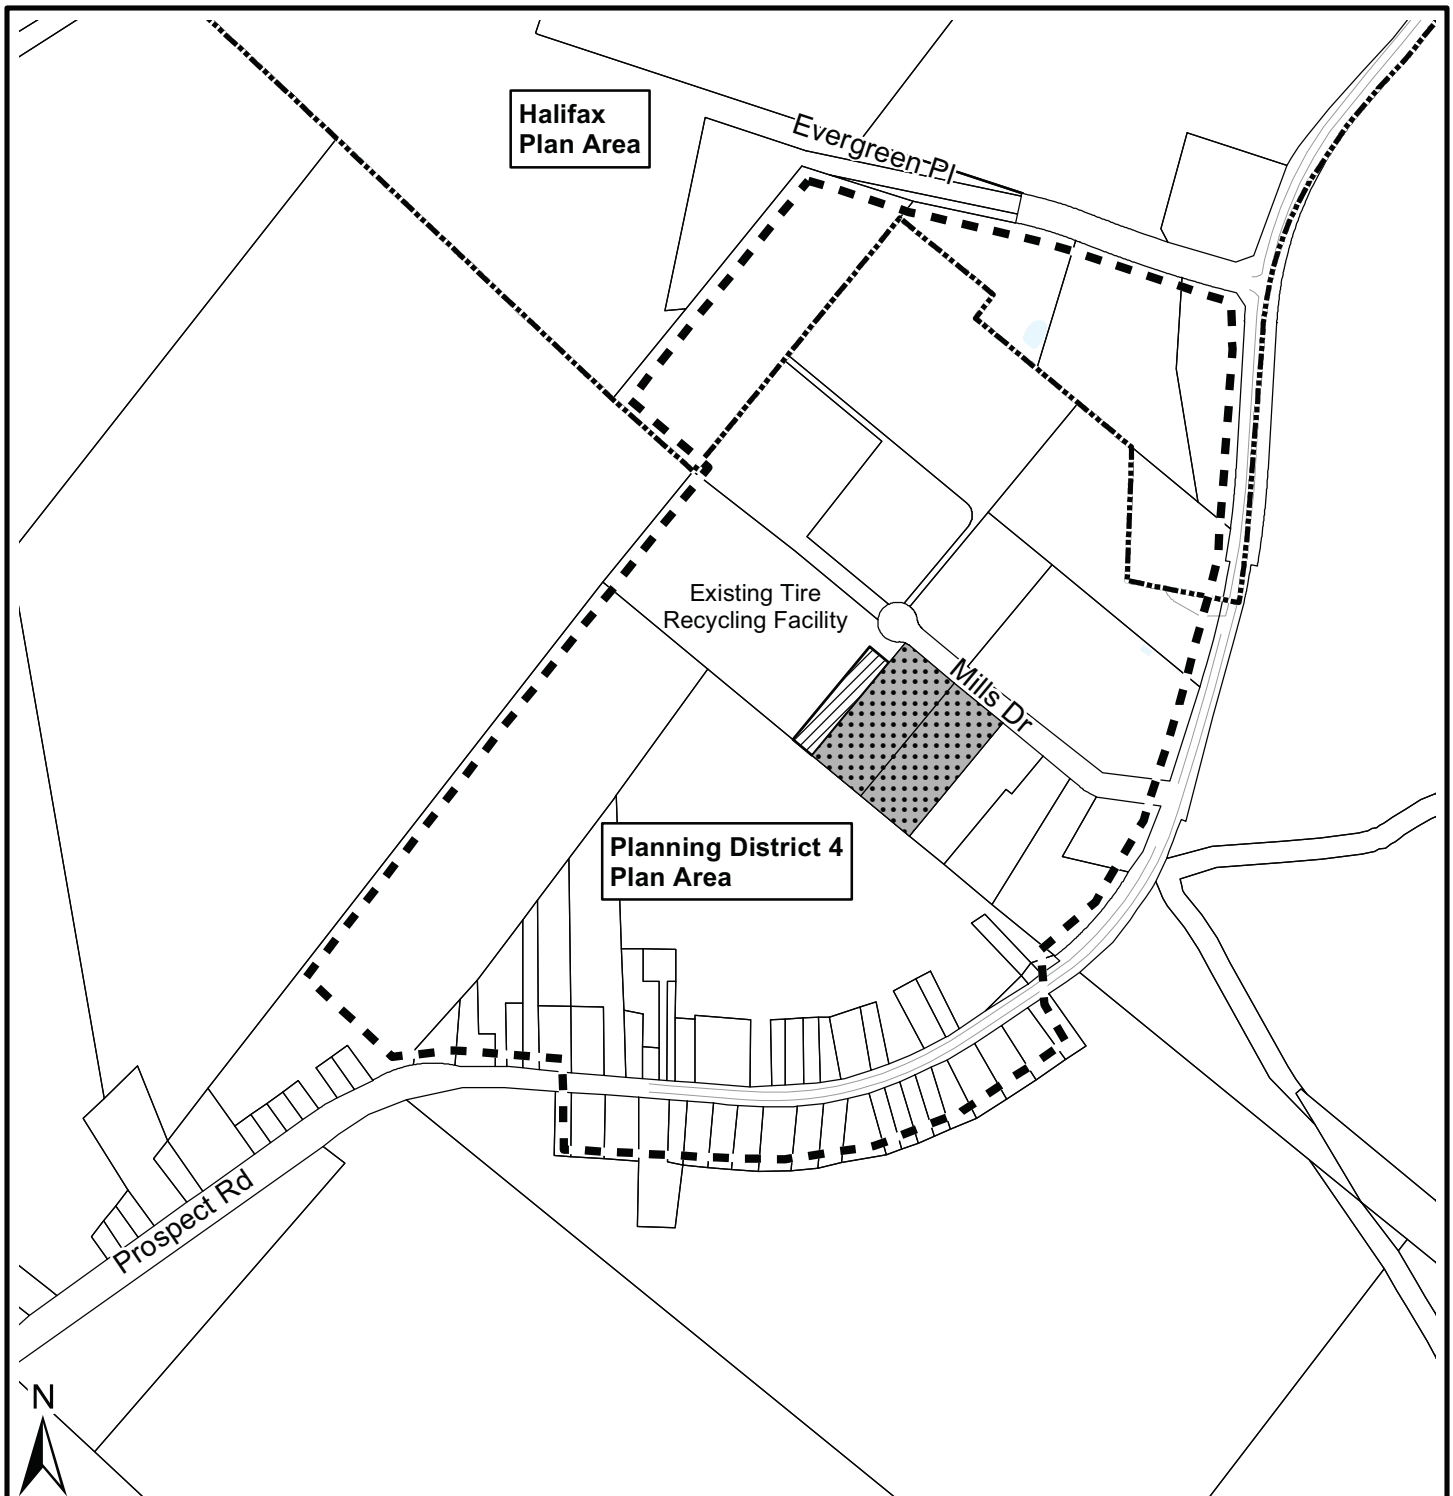 Halifax
Plan Area
Evergreen Pl
Existing Tire
Recycling Facility
Mills Dr
Planning District 4
Plan Area
Prospect Rd
N